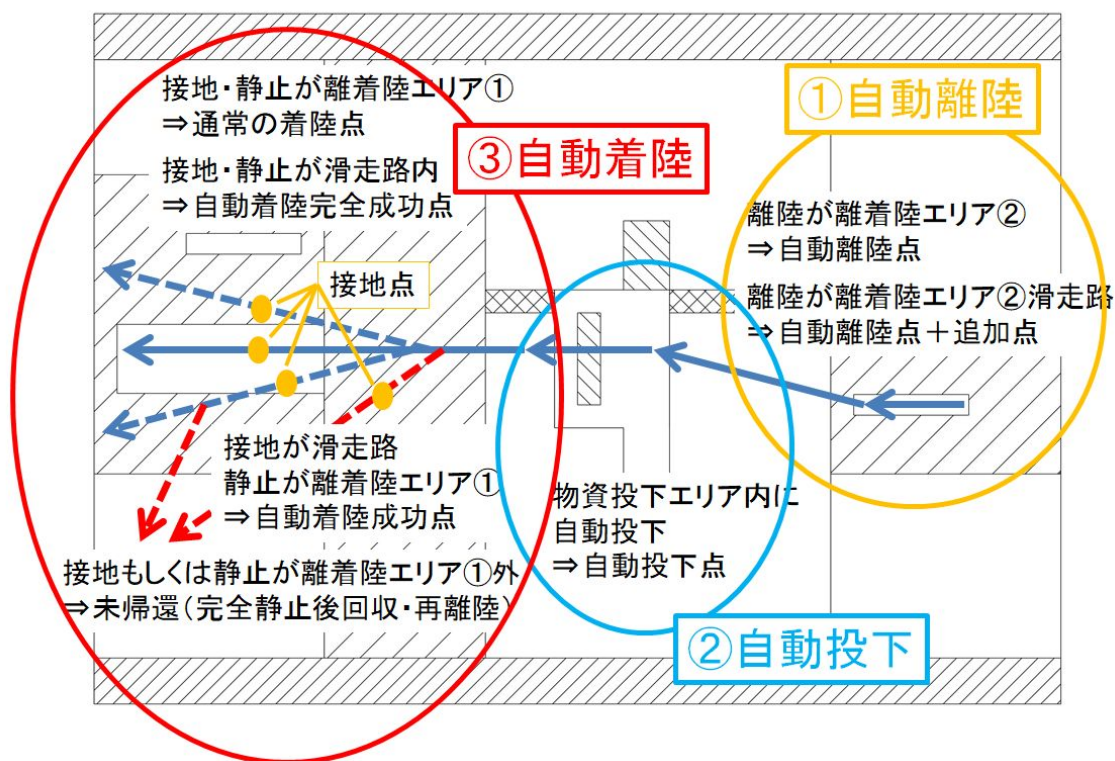 ①自動離陸
離陸が離着陸エリア②
⇒自動離陸点
離陸が離着陸エリア②滑走路
⇒自動離陸点＋追加点
②自動投下
物資投下エリア内に
自動投下
⇒自動投下点
③自動着陸
接地・静止が離着陸エリア①
⇒通常の着陸点
接地・静止が滑走路内
⇒自動着陸完全成功点
接地点
接地が滑走路
静止が離着陸エリア①
⇒自動着陸成功点
接地もしくは静止が離着陸エリア①外
⇒未帰還（完全静止後回収・再離陸）